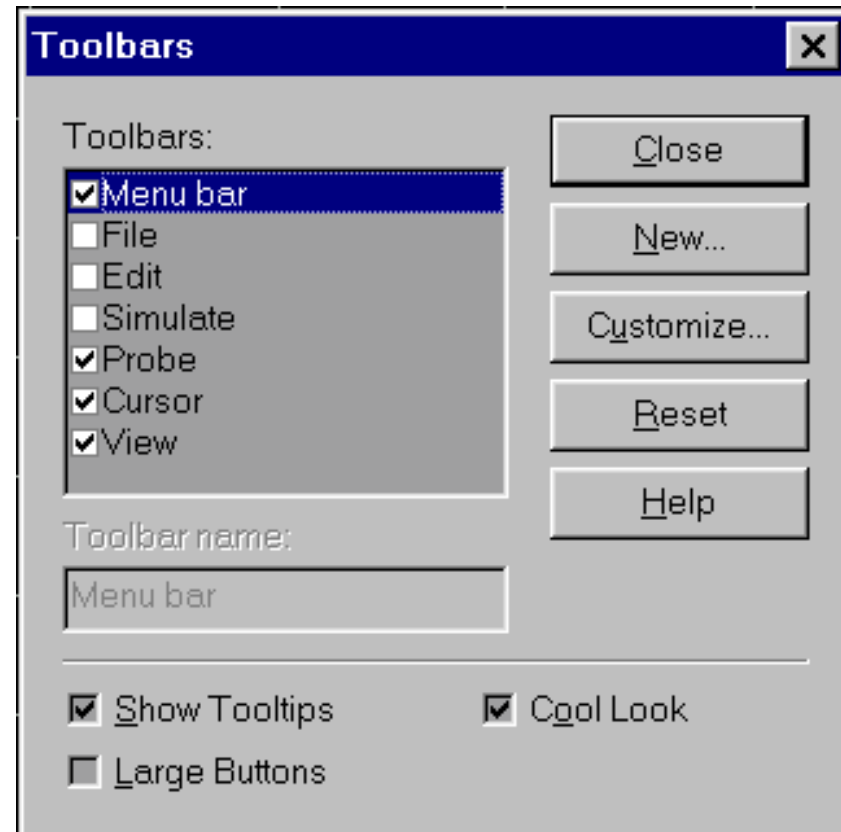 Toolbars
Toolbars:
Menu bar
File
Edit
Simulate
Probe
Cursor
View
Toolbar name:
Menu bar
Close
New...
Customize...
Reset
Help
Show Tooltips
Cool Look
Large Buttons